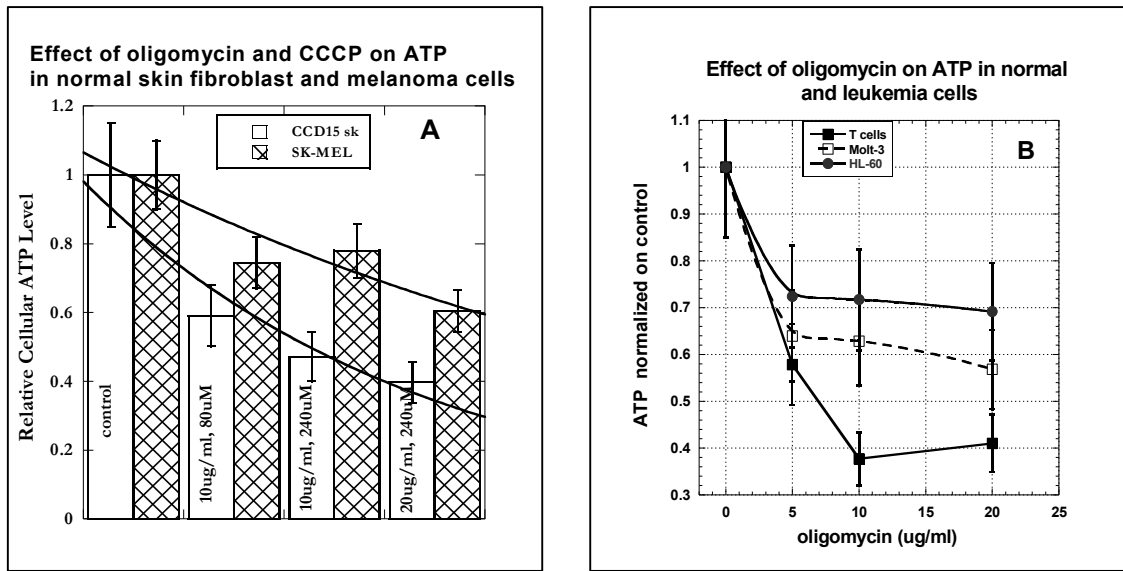 Effect of oligomycin and CCCP on ATP
in normal skin fibroblast and melanoma cells
A
CCD15 sk
SK-MEL
Relative Cellular ATP Level
1.2
1
0.8
0.6
0.4
0.2
0
control
10ug/ml, 80uM
10ug/ml, 240uM
20ug/ml, 240uM
Effect of oligomycin on ATP in normal
and leukemia cells
B
T cells
Molt-3
HL-60
ATP normalized on control
1.1
1
0.9
0.8
0.7
0.6
0.5
0.4
0.3
0 5 10 15 20 25
oligomycin (ug/ml)